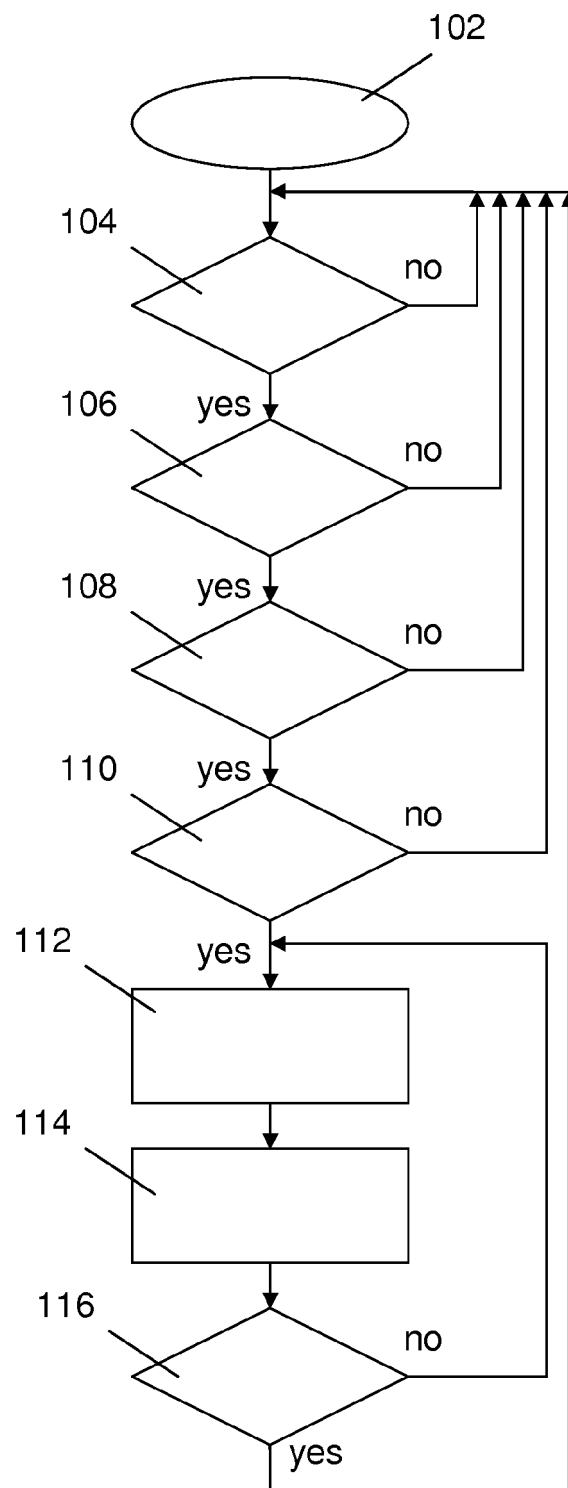 102
104
no
yes
106
no
yes
108
no
yes
110
no
yes
112
114
116
no
yes